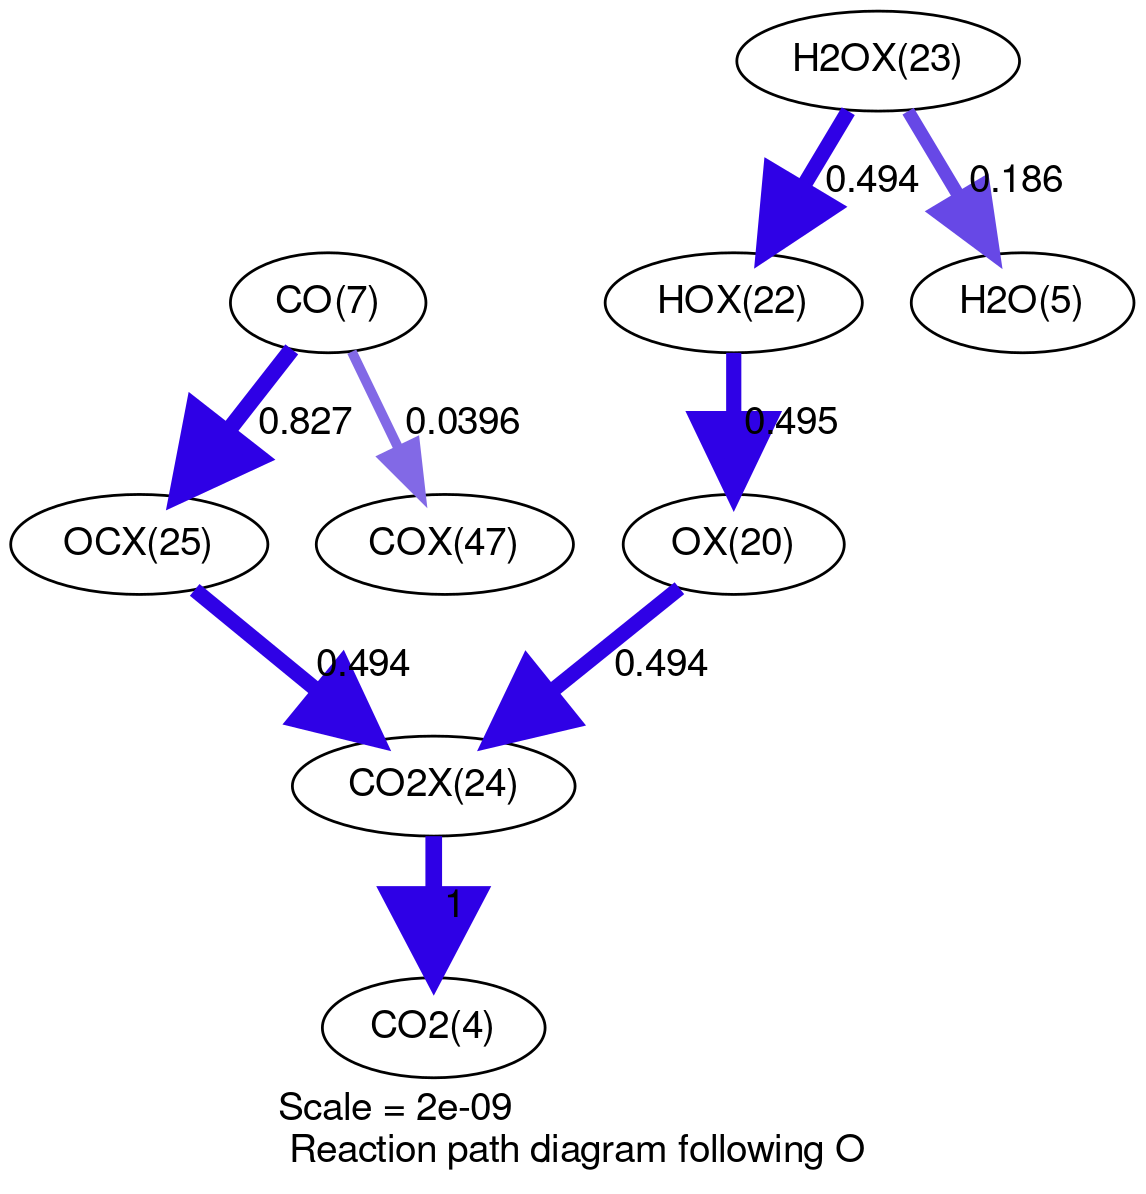 H2OX(23)
0.494
0.186
CO(7)
HOX(22)
H2O(5)
0.827
0.0396
0.495
OCX(25)
COX(47)
OX(20)
0.494
0.494
CO2X(24)
1
CO2(4)
Scale = 2e-09
Reaction path diagram following O